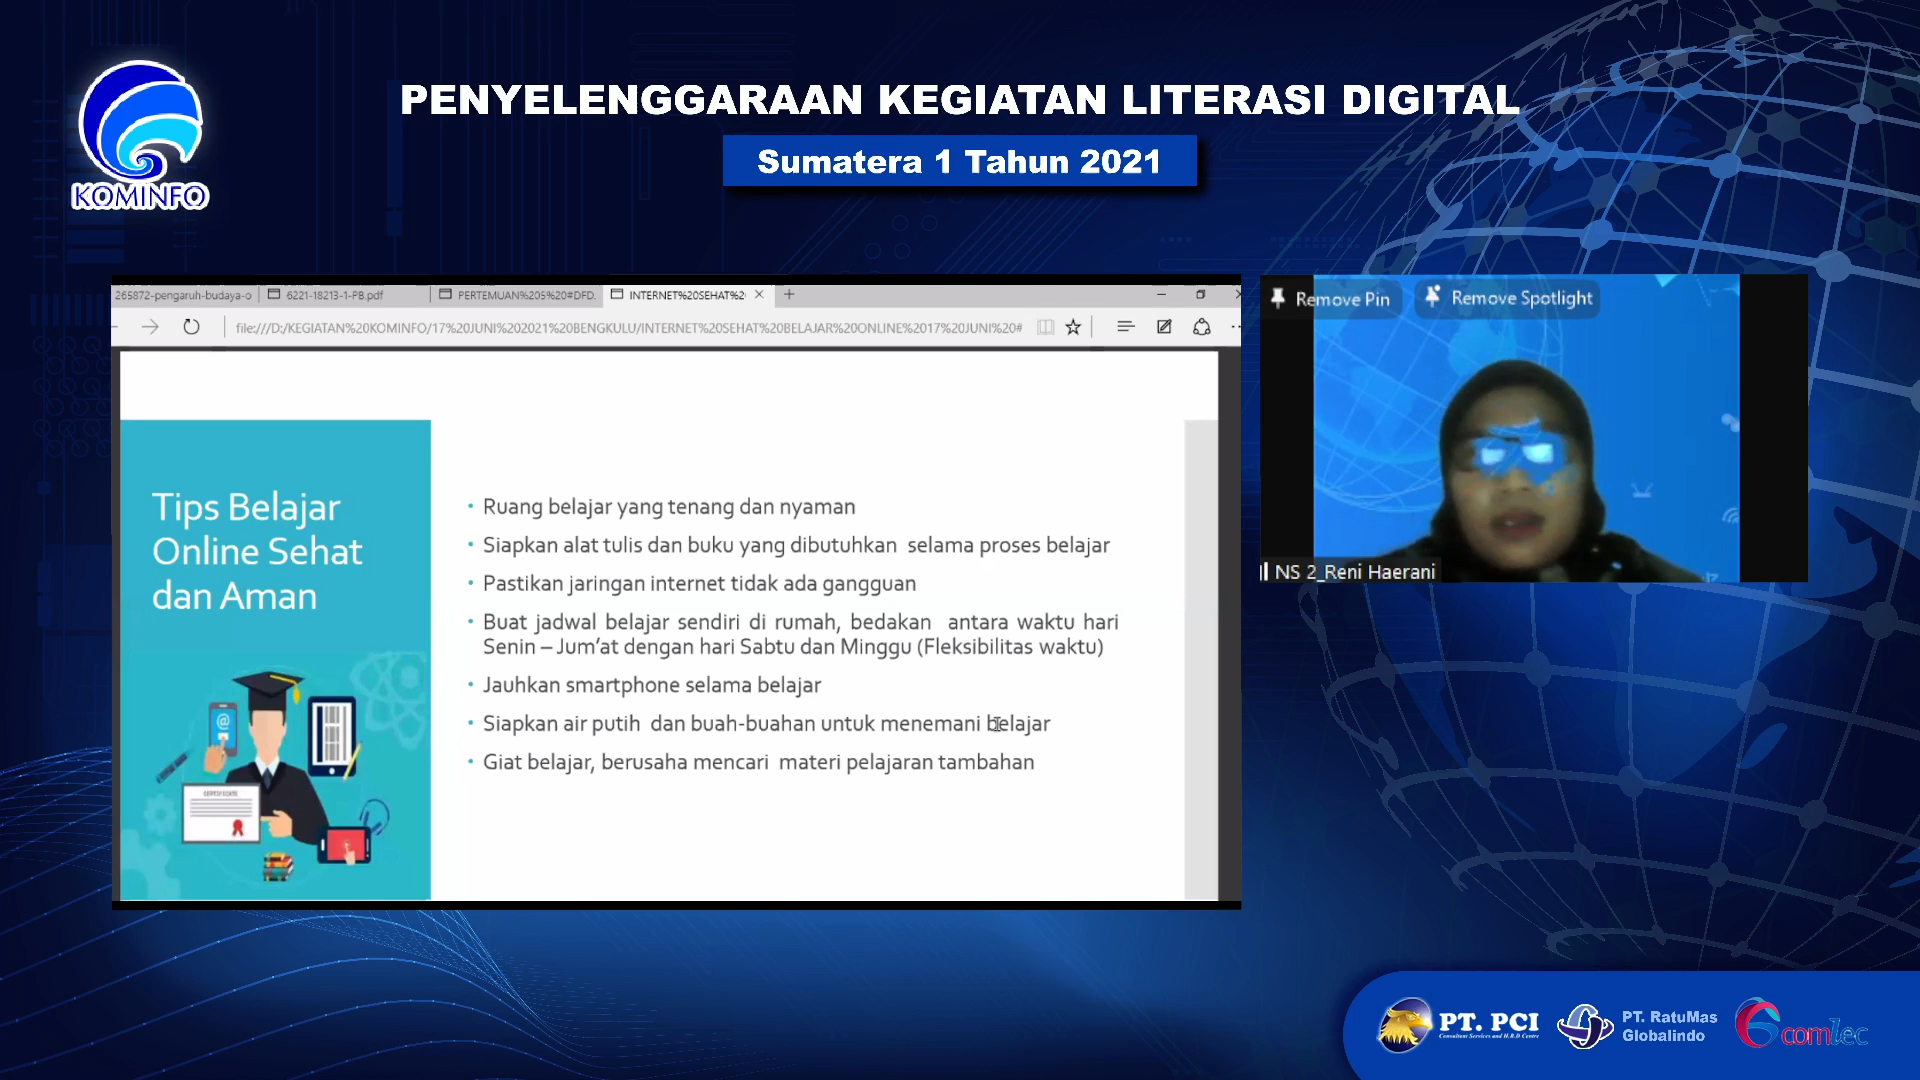 KOMINFO
PENYELENGGARAAN KEGIATAN LITERASI DIGITAL
Sumatera 1 Tahun 2021
265872-pengaruh-budaya-o
6221-18213-1-PB.pdf
PERTEMUAN%205%20#DFD.
INTERNET%20SEHAT%2
file:///D:/KEGIATAN%20KOMINFO/17%20JUNI%202021%20BENGKULU/INTERNET%20SEHAT%20BELAJAR%20ONLINE%2017%20JUNI%20#
Tips Belajar
Online Sehat
dan Aman
• Ruang belajar yang tenang dan nyaman
• Siapkan alat tulis dan buku yang dibutuhkan selama proses belajar
• Pastikan jaringan internet tidak ada gangguan
• Buat jadwal belajar sendiri di rumah, bedakan antara waktu hari
Senin – Jum’at dengan hari Sabtu dan Minggu (Fleksibilitas waktu)
• Jauhkan smartphone selama belajar
• Siapkan air putih dan buah-buahan untuk menemani belajar
• Giat belajar, berusaha mencari materi pelajaran tambahan
Remove Pin
Remove Spotlight
NS 2_Reni Haerani
PT. PCI
Consultant Services and H.R.D Centre
PT. RatuMas
Globalindo
comtec